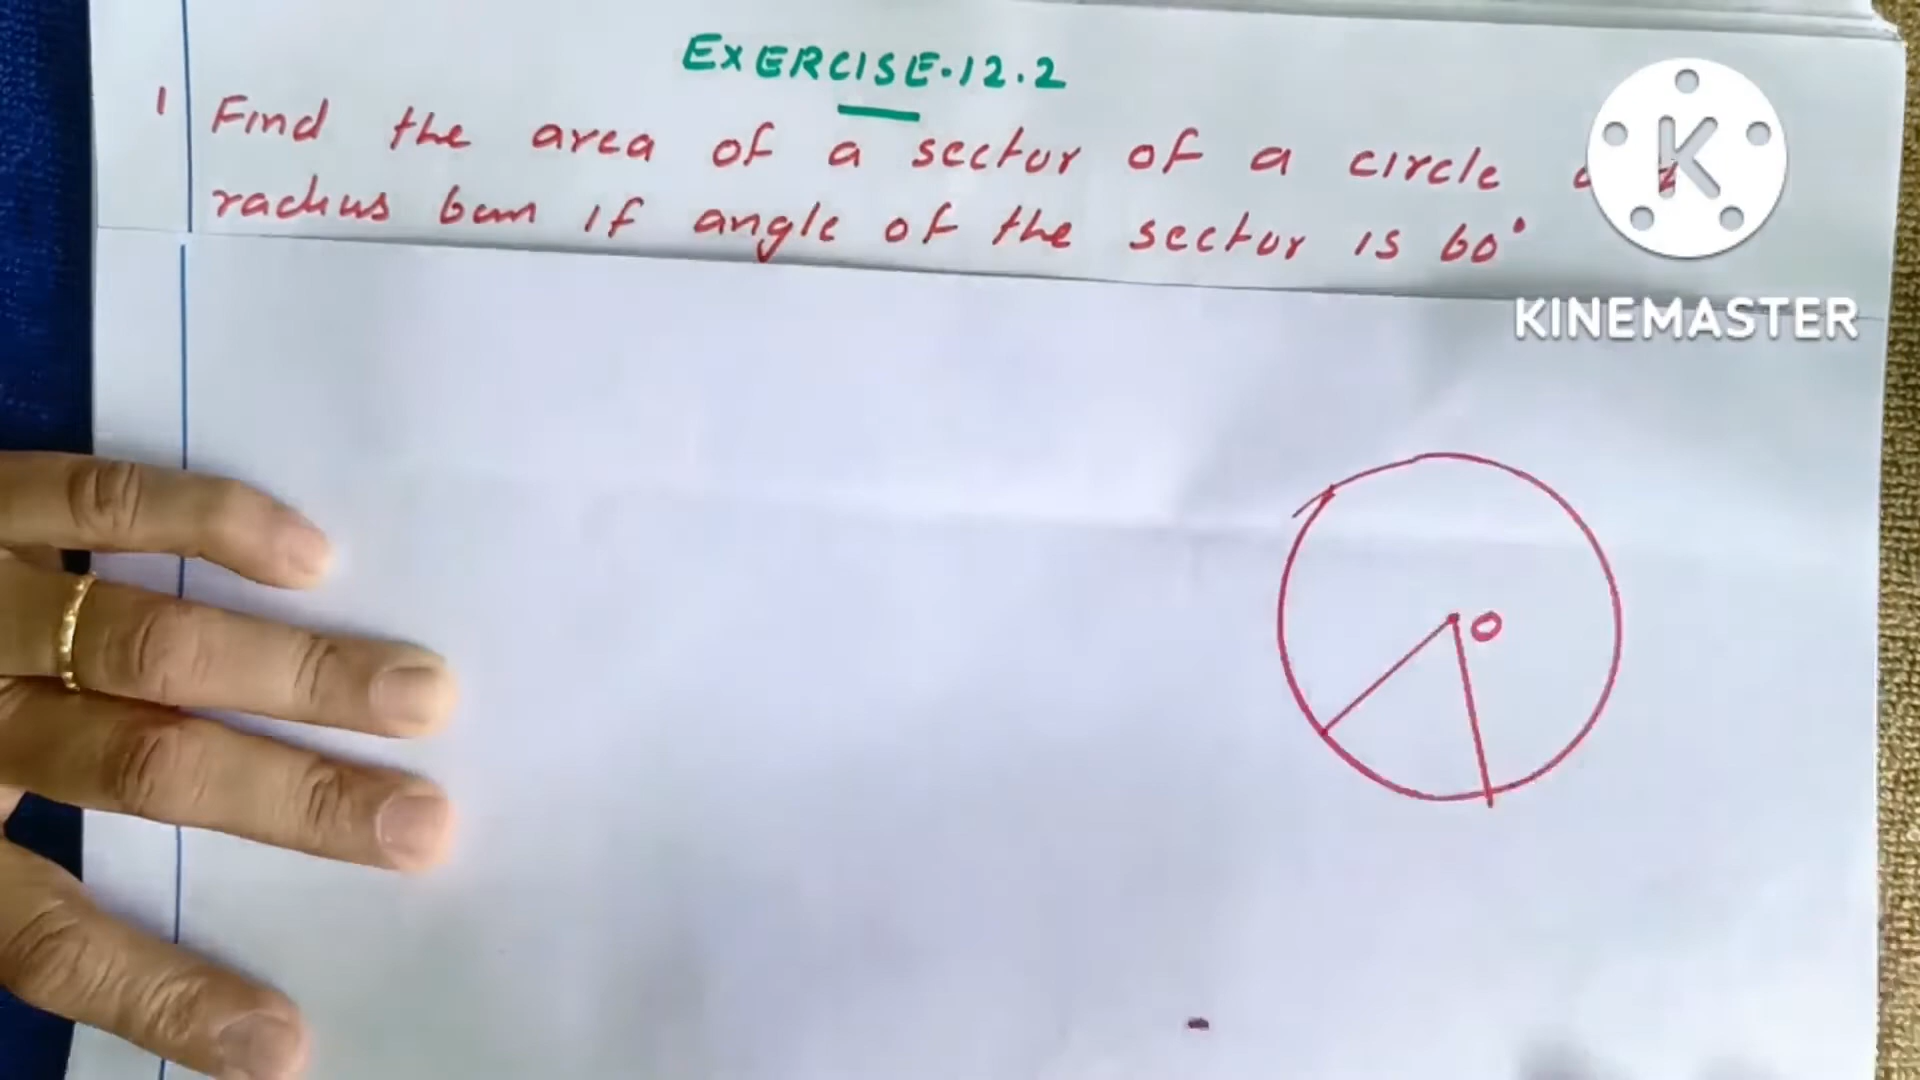 EXERCISE.12.2
1 Find the area of a sector of a circle
radius 6cm if angle of the sector is 60°
K
KINEMASTER
O